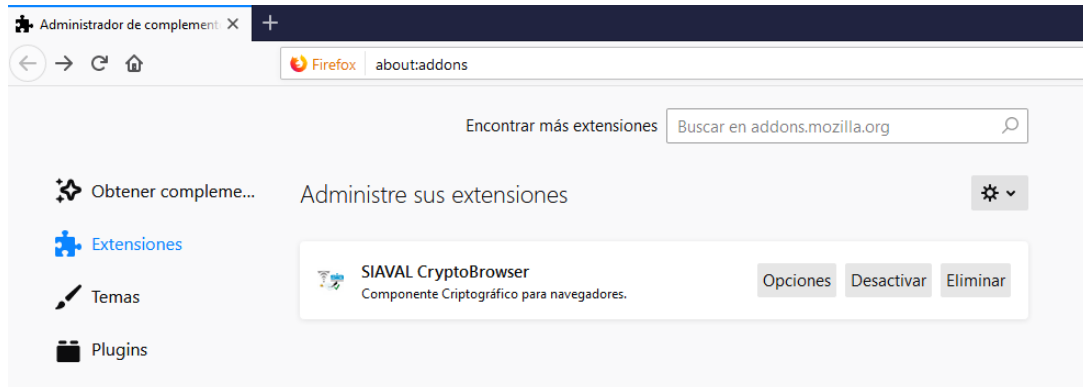 Administrador de complement
Firefox about:addons
Encontrar más extensiones Buscar en addons.mozilla.org
Obtener compleme...
Administre sus extensiones
Extensiones
SIAVAL CryptoBrowser
Componente Criptográfico para navegadores.
Opciones Desactivar Eliminar
Temas
Plugins